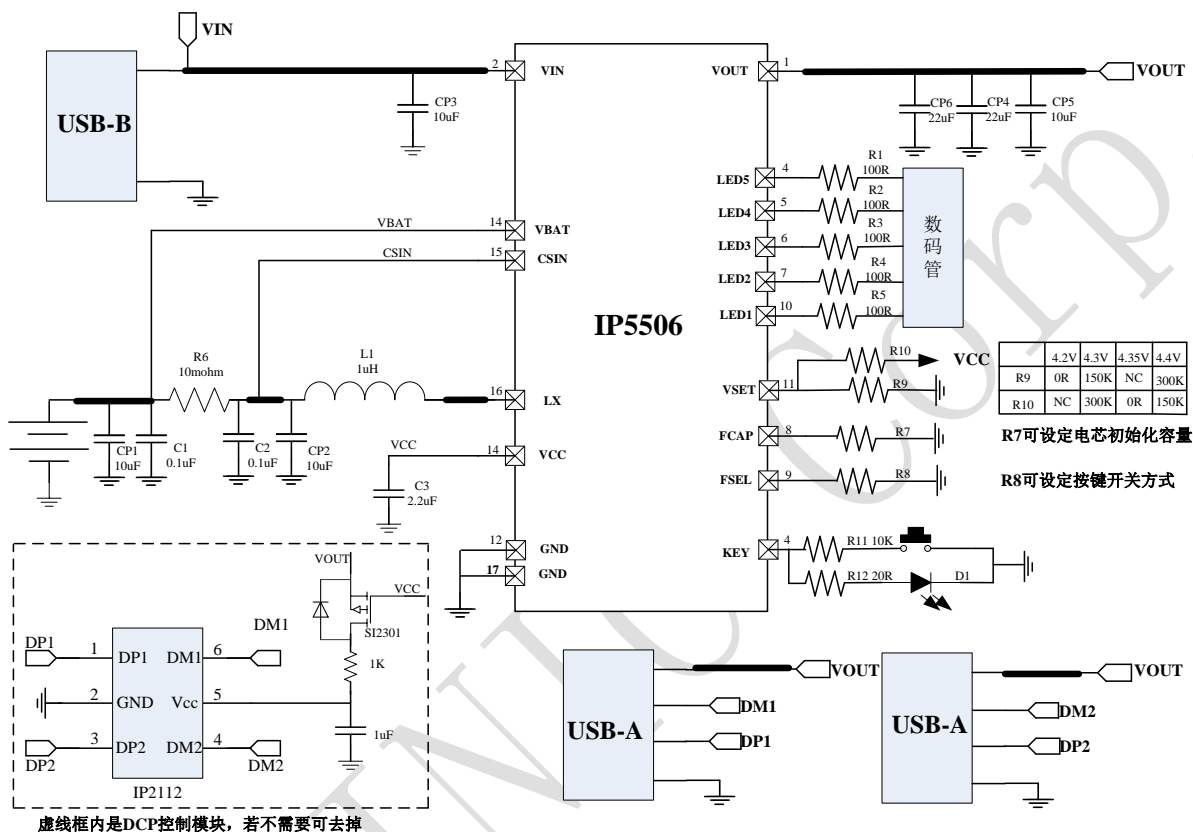 VIN
USB-B
2
VIN
CP3
10uF
VBAT
14
VBAT
CSIN
15
CSIN
R6
10mohm
L1
1uH
16
LX
CP1
10uF
C1
0.1uF
C2
0.1uF
CP2
10uF
VCC
14
VCC
C3
2.2uF
12
GND
17
GND
IP5506
VOUT
1
VOUT
CP6
22uF
CP4
22uF
CP5
10uF
LED5
4
R1
100R
LED4
5
R2
100R
LED3
6
R3
100R
LED2
7
R4
100R
LED1
10
R5
100R
数码管
VSET
11
R10
VCC
R9
FCAP
8
R7
FSEL
9
R8
KEY
4
R11 10K
R12 20R
D1
4.2V 4.3V 4.35V 4.4V
R9 0R 150K NC 300K
R10 NC 300K 0R 150K
R7可设定电芯初始化容量
R8可设定按键开关方式
VOUT
VCC
SI2301
1K
1uF
DP1
1
DP1
DM1
6
DM1
2
GND
Vcc
5
DP2
3
DP2
DM2
4
DM2
IP2112
虚线框内是DCP控制模块，若不需要可去掉
USB-A
VOUT
DM1
DP1
USB-A
VOUT
DM2
DP2
NIC Corp